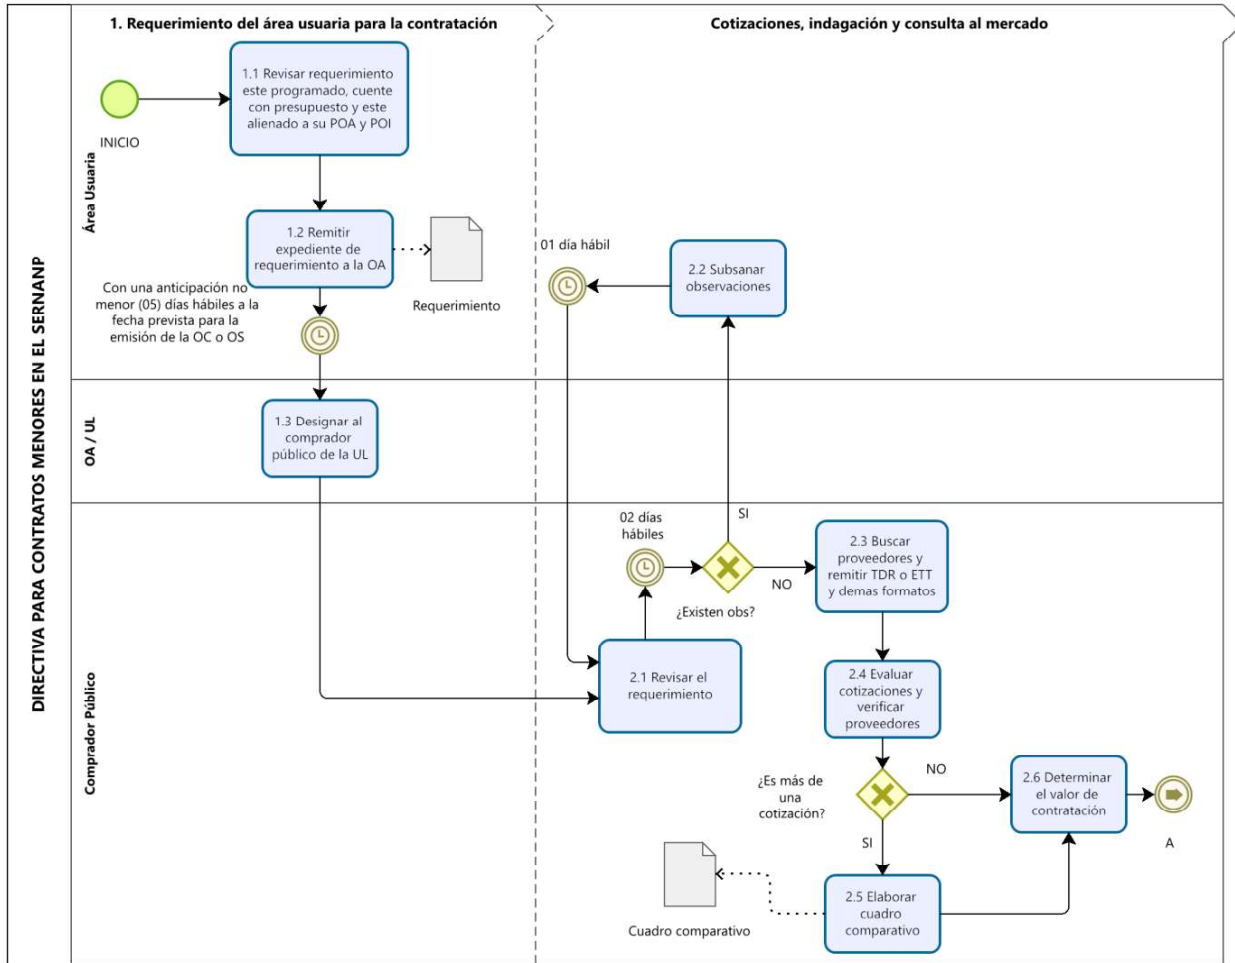 DIRECTIVA PARA CONTRATOS MENORES EN EL SERNANP
1. Requerimiento del área usuaria para la contratación
Cotizaciones, indagación y consulta al mercado
Área Usuaria
INICIO
1.1 Revisar requerimiento
este programado, cuente
con presupuesto y este
alienado a su POA y POI
1.2 Remitir
expediente de
requerimiento a la OA
Requerimiento
Con una anticipación no
menor (05) días hábiles a la
fecha prevista para la
emisión de la OC o OS
01 día hábil
2.2 Subsanar
observaciones
OA / UL
1.3 Designar al
comprador
público de la UL
Comprador Público
02 días
hábiles
SI
NO
¿Existen obs?
2.1 Revisar el
requerimiento
2.3 Buscar
proveedores y
remitir TDR o ETT
y demas formatos
2.4 Evaluar
cotizaciones y
verificar
proveedores
¿Es más de
una
cotización?
NO
SI
2.6 Determinar
el valor de
contratación
A
2.5 Elaborar
cuadro
comparativo
Cuadro comparativo